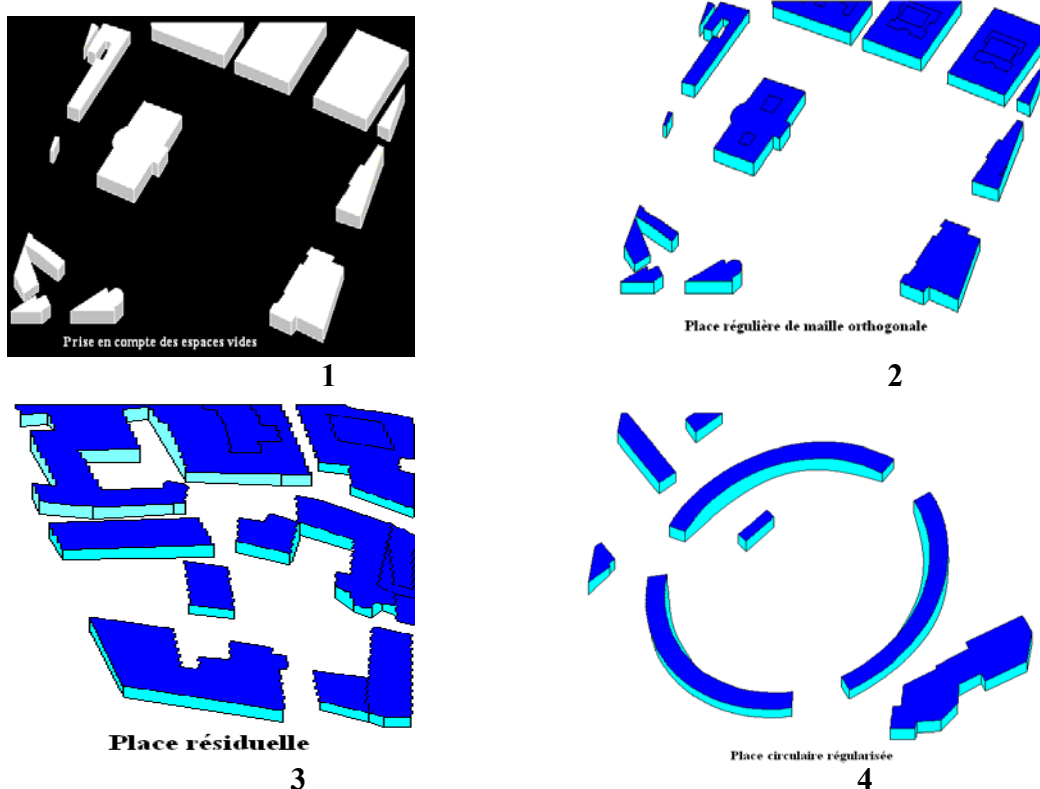 Prise en compte des espaces vides
1
Place régulière de maille orthogonale
2
Place résiduelle
3
Place circulaire régularisée
4